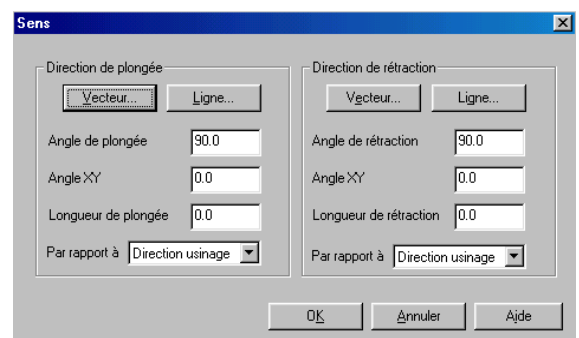 Sens
Direction de plongée
Vecteur... Ligne...
Angle de plongée 90.0
Angle XY 0.0
Longueur de plongée 0.0
Par rapport à Direction usinage
Direction de rétraction
Vecteur... Ligne...
Angle de rétraction 90.0
Angle XY 0.0
Longueur de rétraction 0.0
Par rapport à Direction usinage
OK Annuler Aide